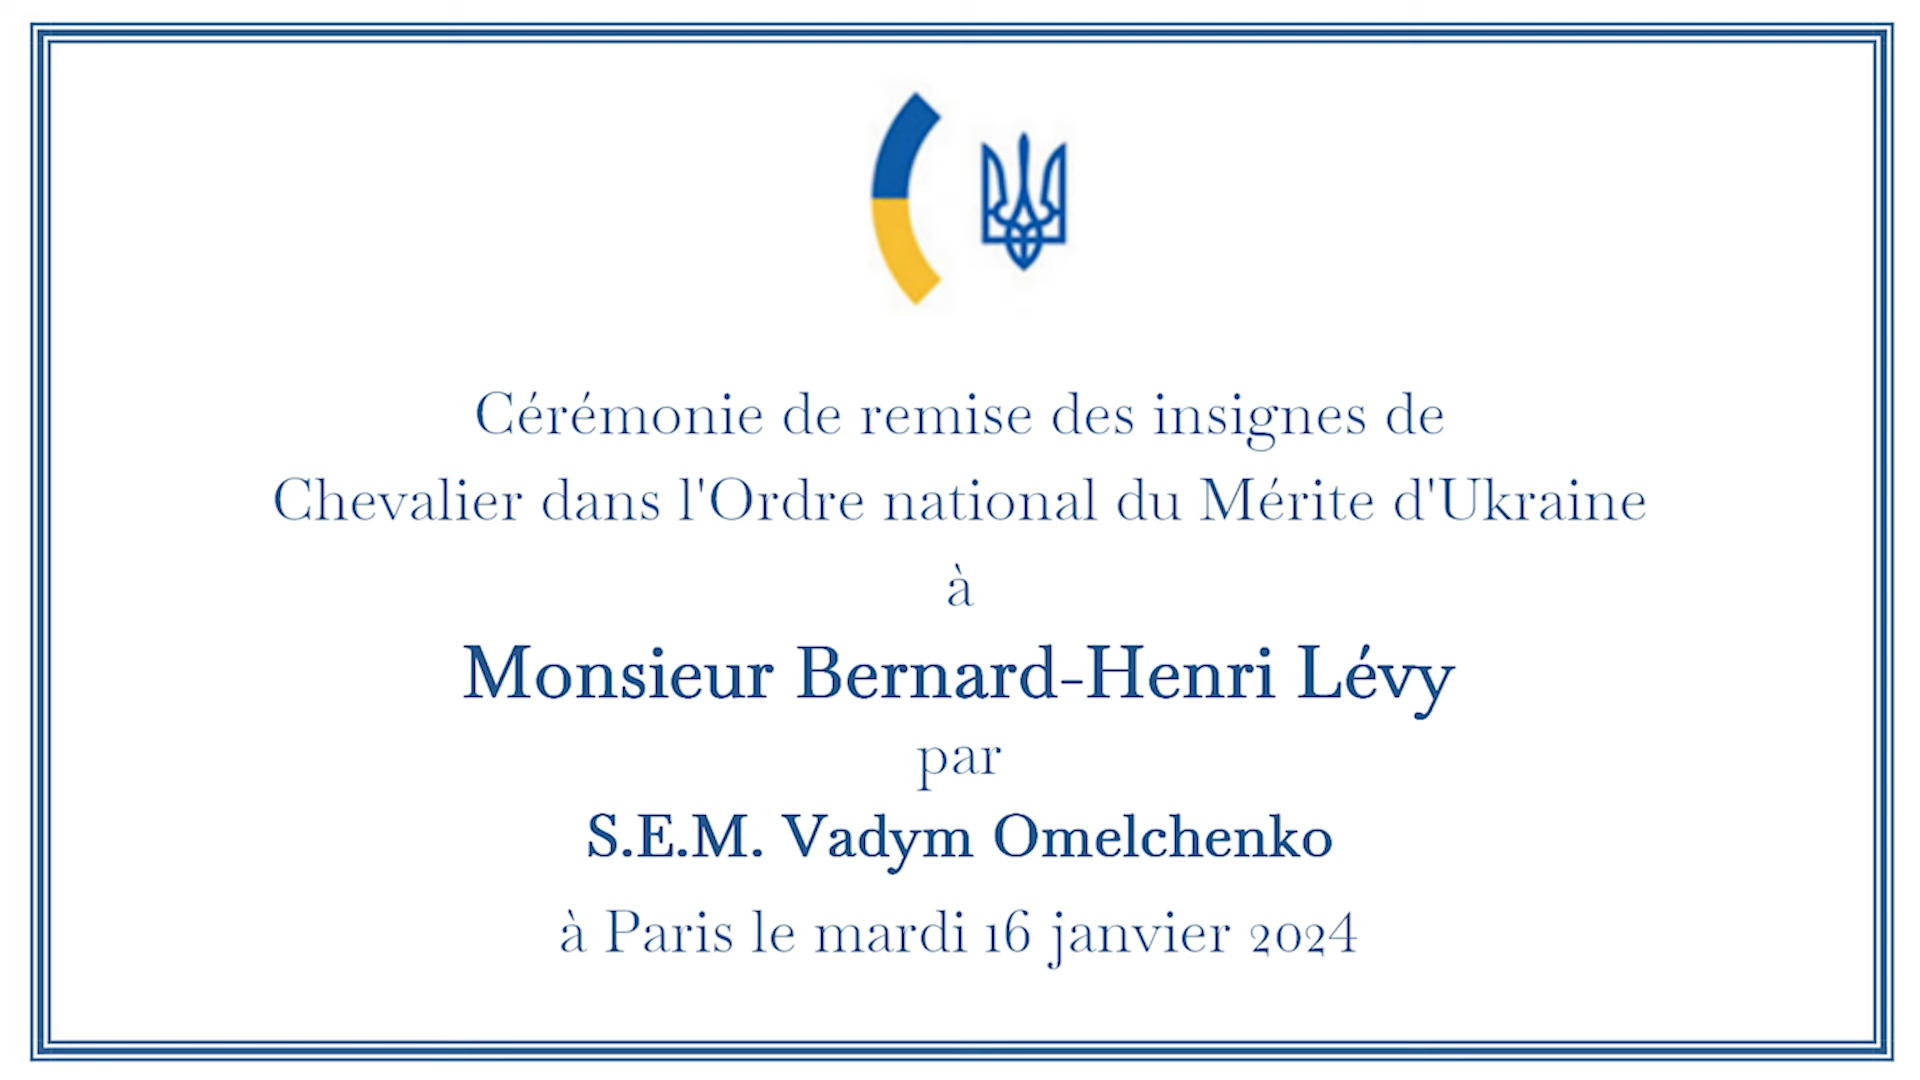 Cérémonie de remise des insignes de
Chevalier dans l'Ordre national du Mérite d'Ukraine
à
Monsieur Bernard-Henri Lévy
par
S.E.M. Vadym Omelchenko
à Paris le mardi 16 janvier 2024